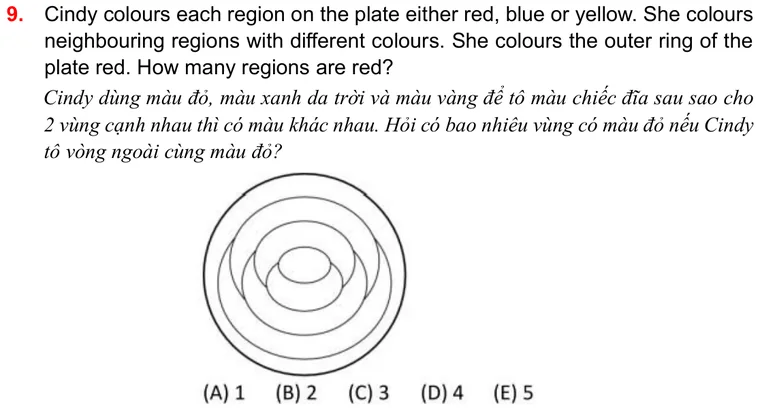 9. Cindy colours each region on the plate either red, blue or yellow. She colours
neighbouring regions with different colours. She colours the outer ring of the
plate red. How many regions are red?
Cindy dùng màu đỏ, màu xanh da trời và màu vàng để tô màu chiếc đĩa sau sao cho
2 vùng cạnh nhau thì có màu khác nhau. Hỏi có bao nhiêu vùng có màu đỏ nếu Cindy
tô vòng ngoài cùng màu đỏ?
(A) 1 (B) 2 (C) 3 (D) 4 (E) 5